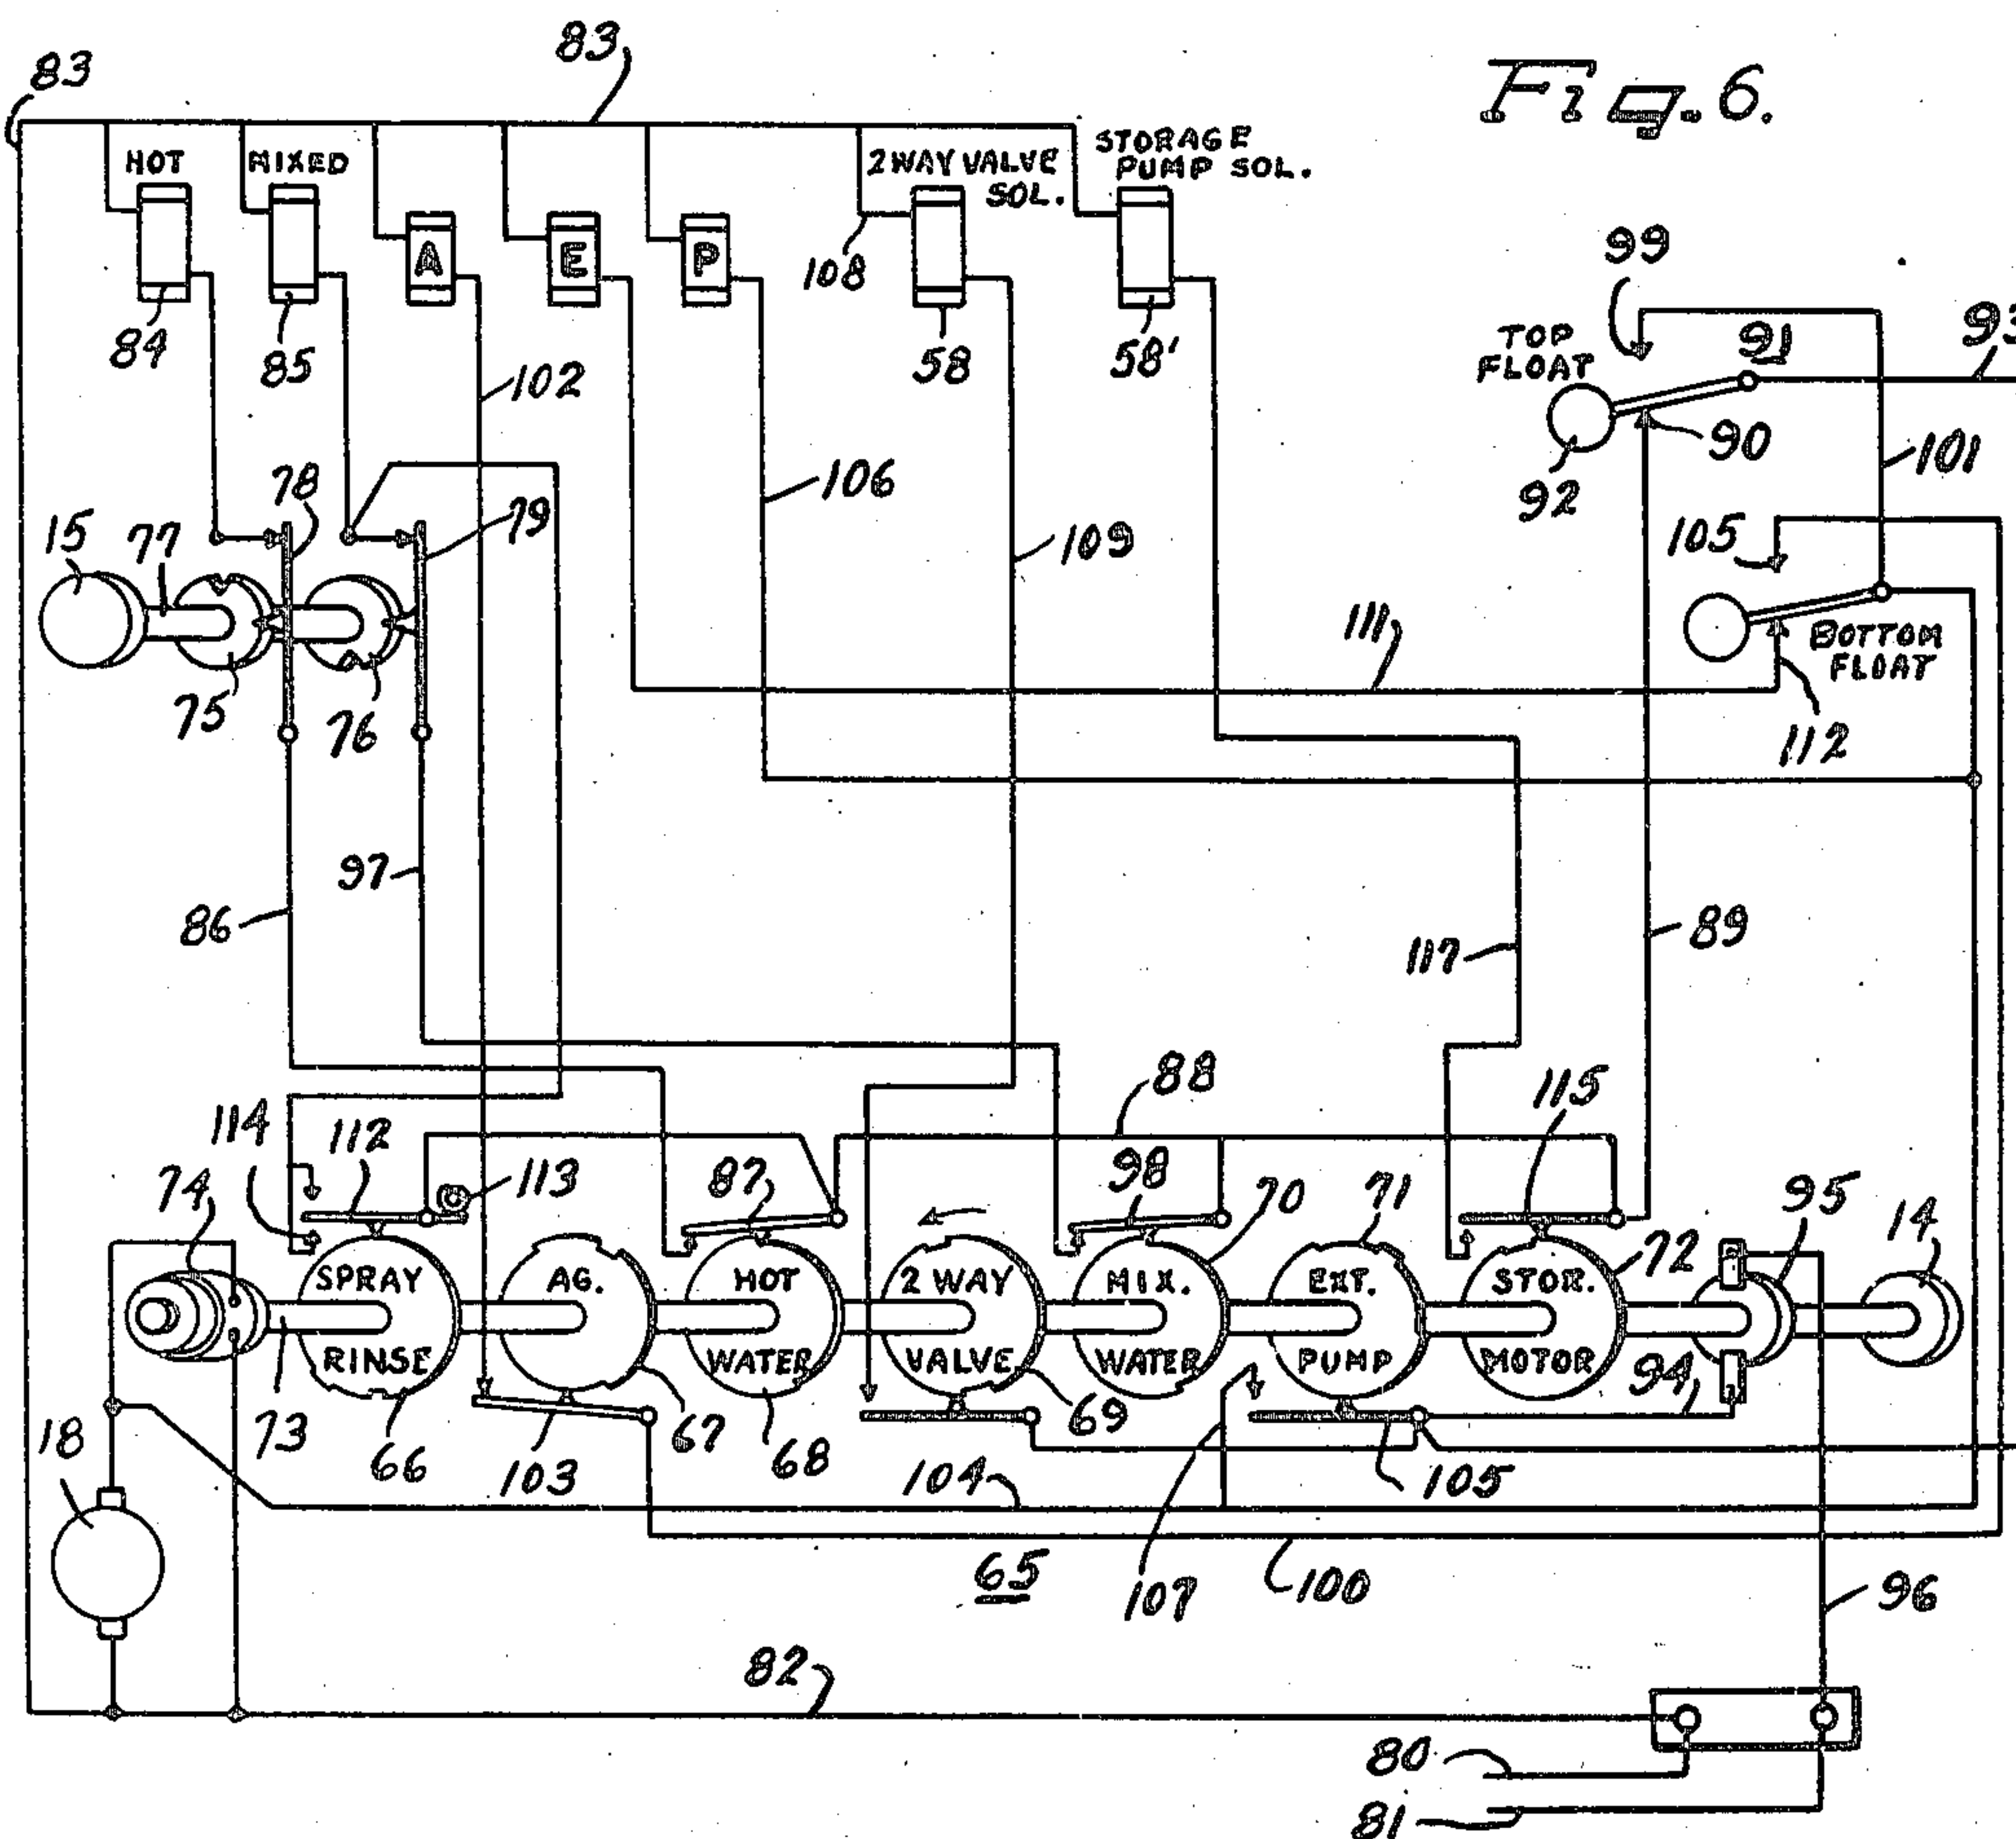 Fig. 6.
83
83
HOT
MIXED
A
E
P
2 WAY VALVE
SOL.
STORAGE
PUMP SOL.
84
85
108
58
58'
102
99
TOP
FLOAT
91
93
90
92
101
106
78
79
109
105
15
77
111
BOTTOM
FLOAT
75
76
112
97
86
117
89
88
115
114
112
113
87
98
70
71
95
14
74
72
SPRAY
RINSE
AG.
HOT
WATER
2 WAY
VALVE
MIX.
WATER
EXT.
PUMP
STOR.
MOTOR
94
73
66
103
67
68
69
105
18
104
107
65
100
96
82
80
81